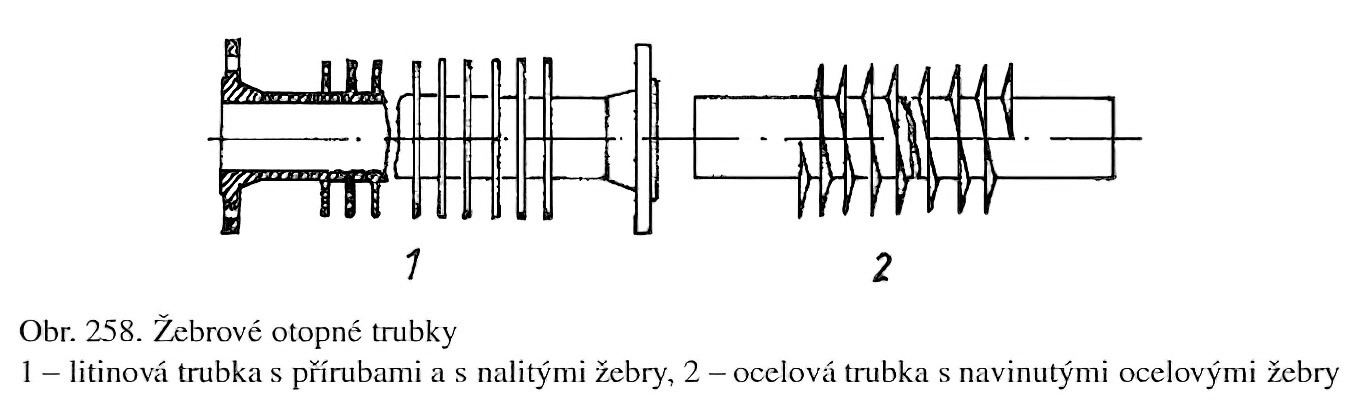 1 2
Obr. 258. Žebrové otopné trubky
1 – litinová trubka s přírubami a s nalitými žebry, 2 – ocelová trubka s navinutými ocelovými žebry